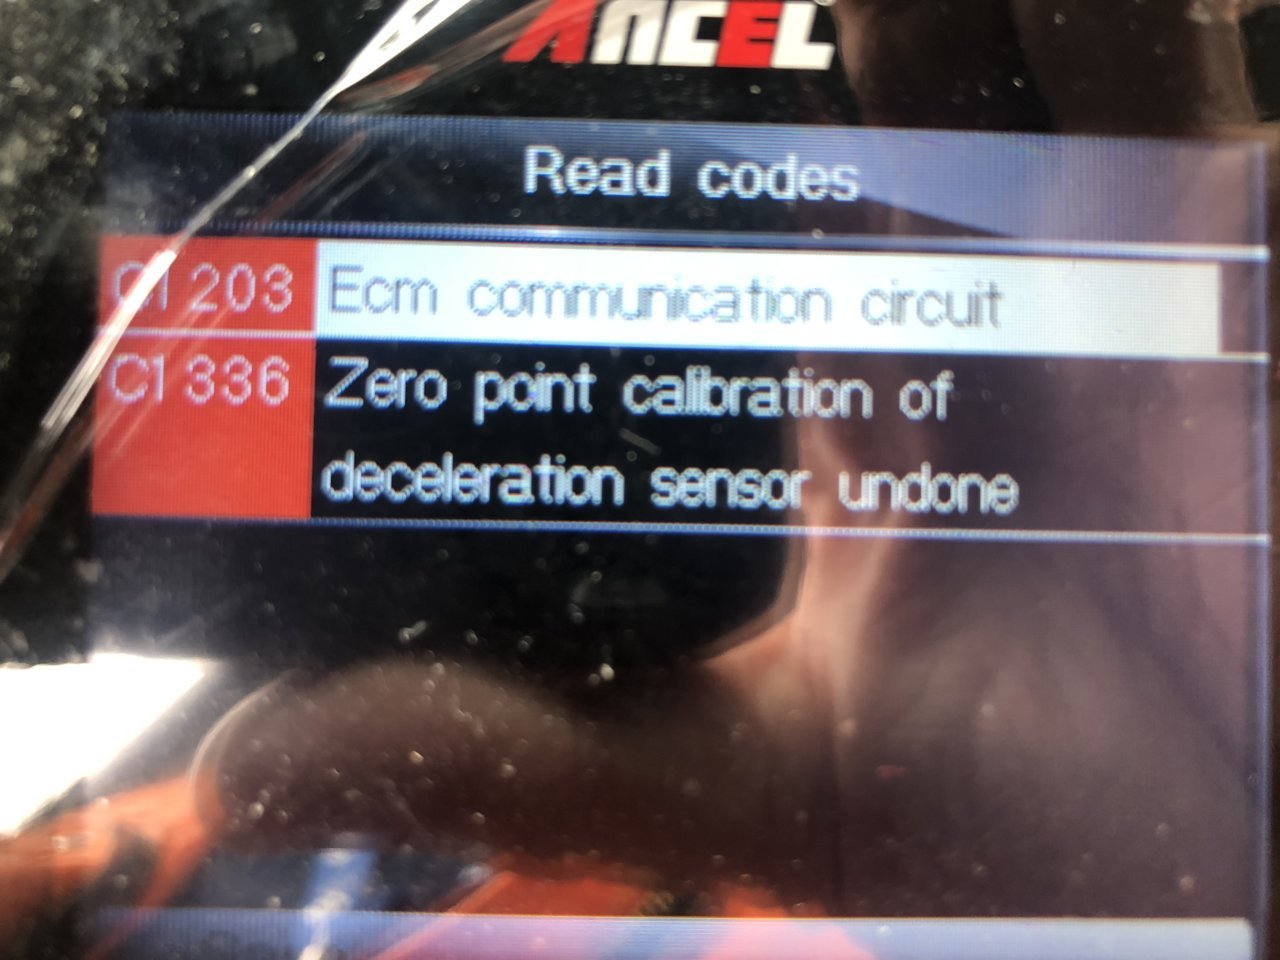 ANCEL
Read codes
C1203 Ecm communication circuit
C1336 Zero point calibration of
deceleration sensor undone